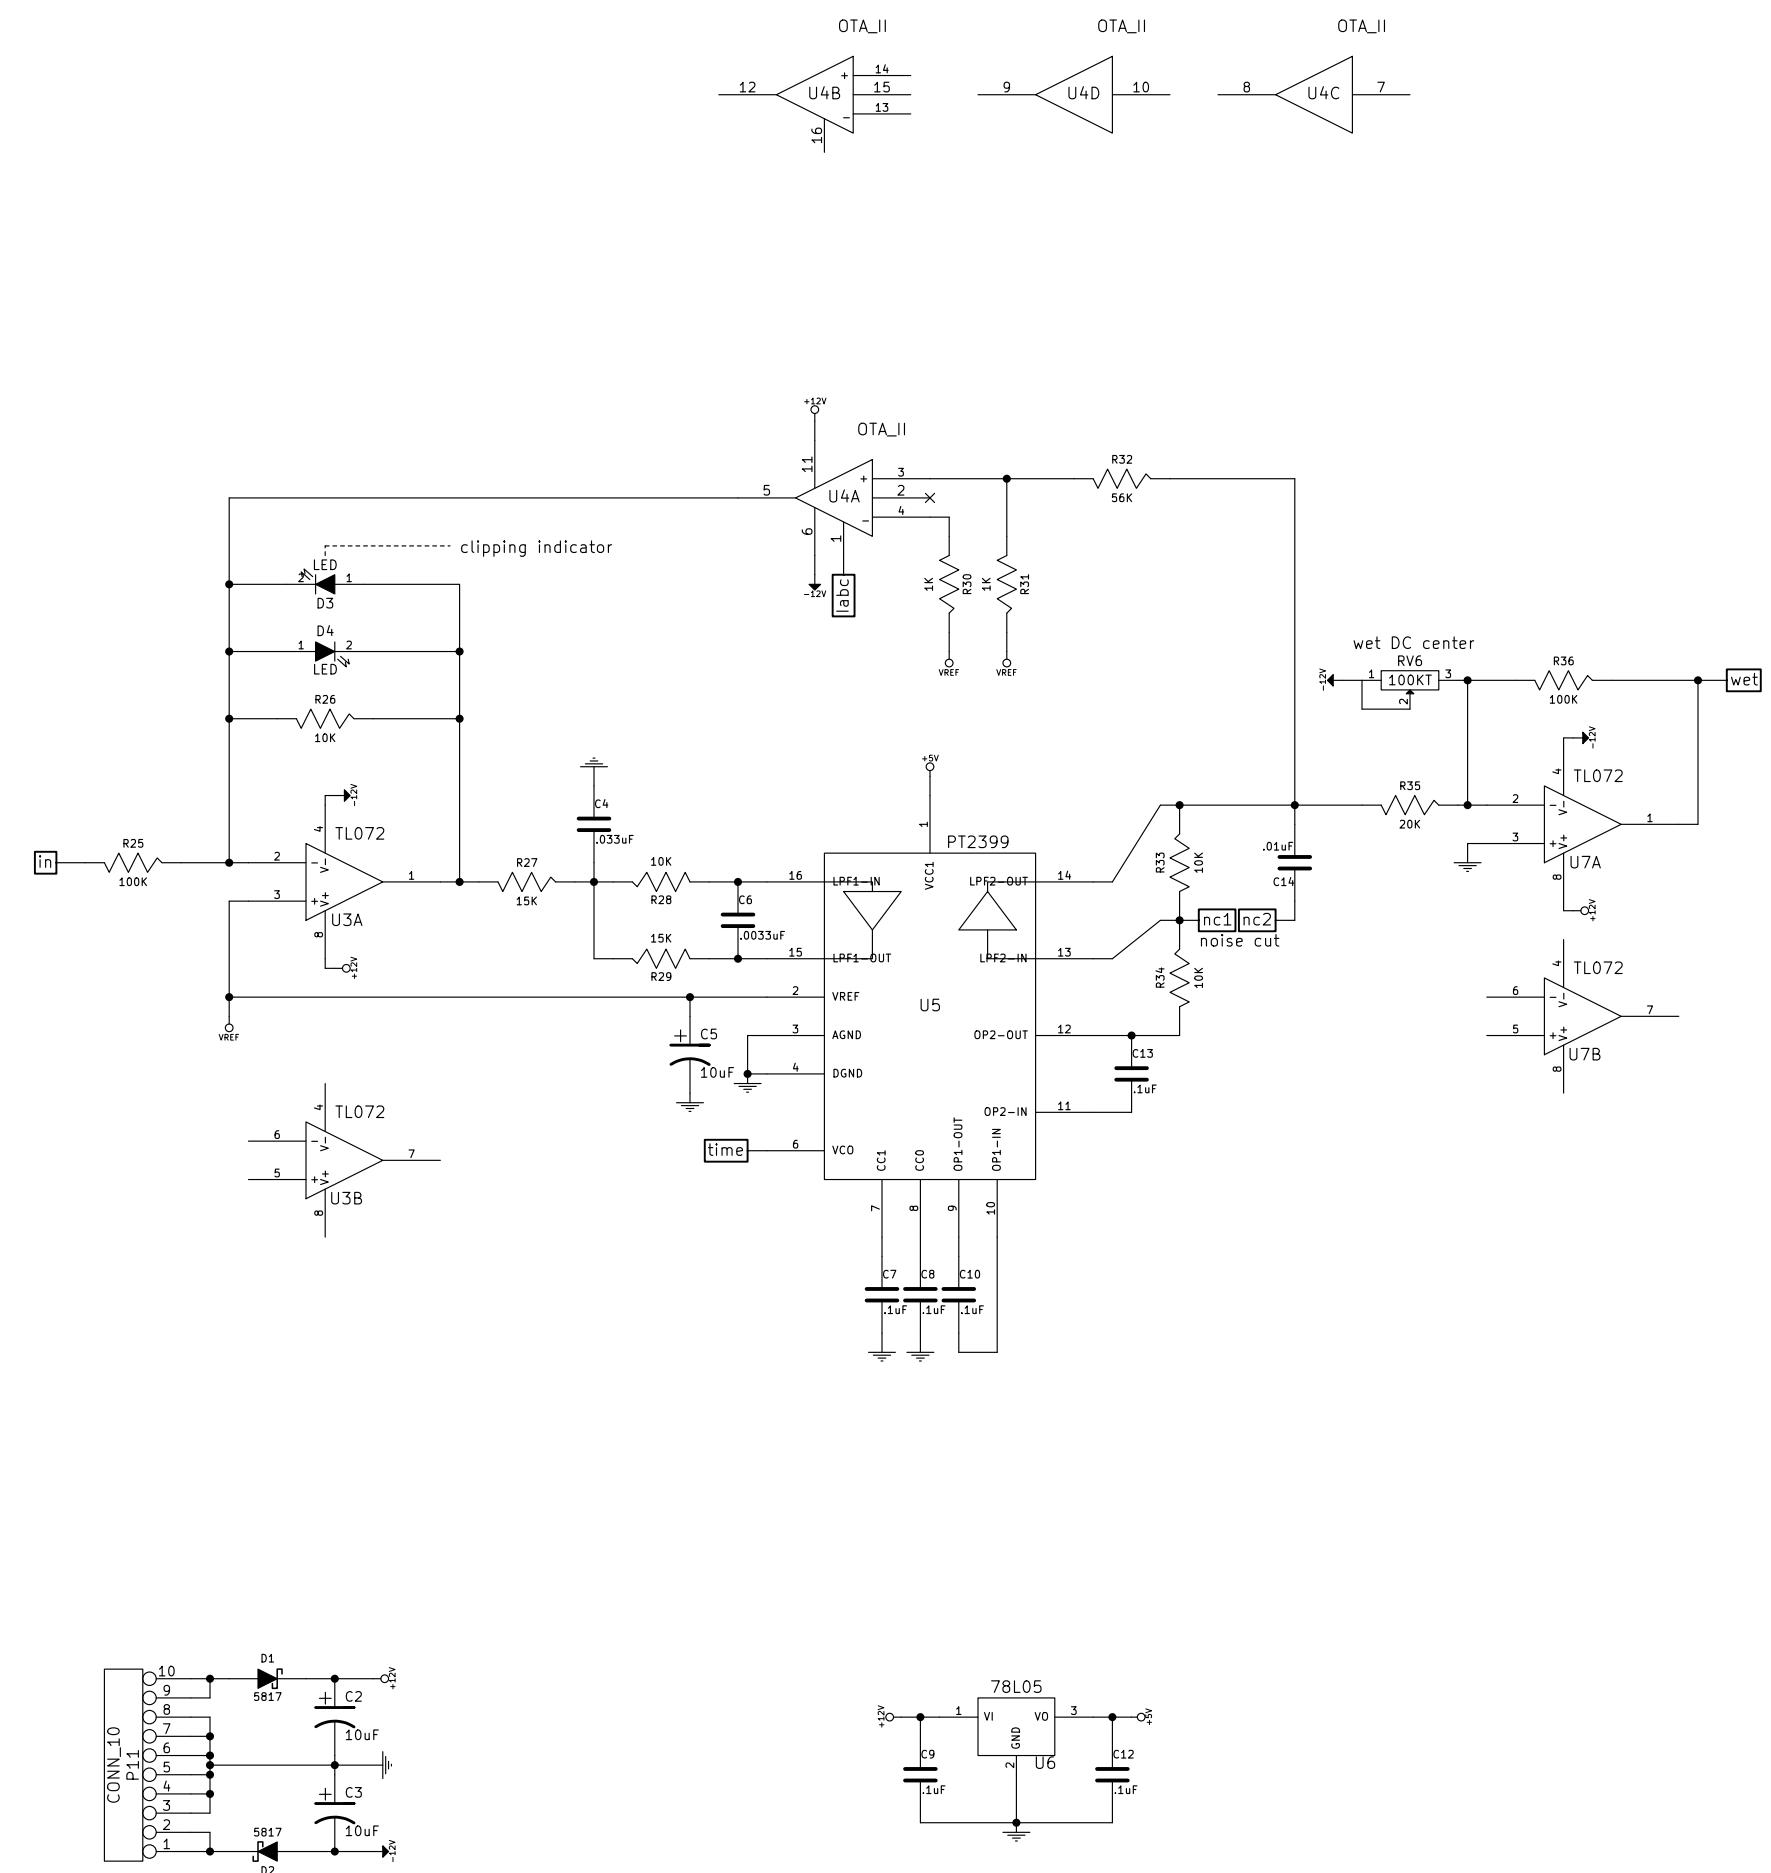 OTA_II OTA_II OTA_II
+ 14
12 U4B 15
- 13
16
9 U4D 10
8 U4C 7
+12V
OTA_II
11
+ 3
5 U4A 2
- 4
6
1
-12V
Iabc
R32
56K
1K
R30
1K
R31
VREF
VREF
clipping indicator
LED
2 1
D3
D4
1 2
LED
R26
10K
wet DC center
RV6
-12V 1 100KT 3
2
R36
100K
wet
-12V
4
TL072
in
R25
100K
2 - V-
3 + V+
1
U3A
8
+12V
R27
15K
C4
.033uF
10K
R28
C6
.0033uF
15K
R29
VREF
+5V
1
PT2399
VCC1
16 LPF1-IN
15 LPF1-OUT
2 VREF
3 AGND
4 DGND
6 VCO
LPF2-OUT 14
LPF2-IN 13
U5
OP2-OUT 12
OP2-IN 11
CC1
CC0
OP1-OUT
OP1-IN
7
8
9
10
C5
+
10uF
time
C7
.1uF
C8
.1uF
C10
.1uF
C13
.1uF
R33
10K
R34
10K
.01uF
C14
nc1 nc2
noise cut
R35
20K
-12V
4
TL072
2 - V-
3 + V+
1
U7A
8
+12V
4
TL072
6 - V-
5 + V+
7
U7B
8
4
TL072
6 - V-
5 + V+
7
U3B
8
CONN_10
P11
10
9
8
7
6
5
4
3
2
1
D1
5817
+12V
+ C2
10uF
+ C3
10uF
5817
D2
-12V
78L05
+12V 1 VI VO 3 +5V
GND
2
U6
C9
.1uF
C12
.1uF